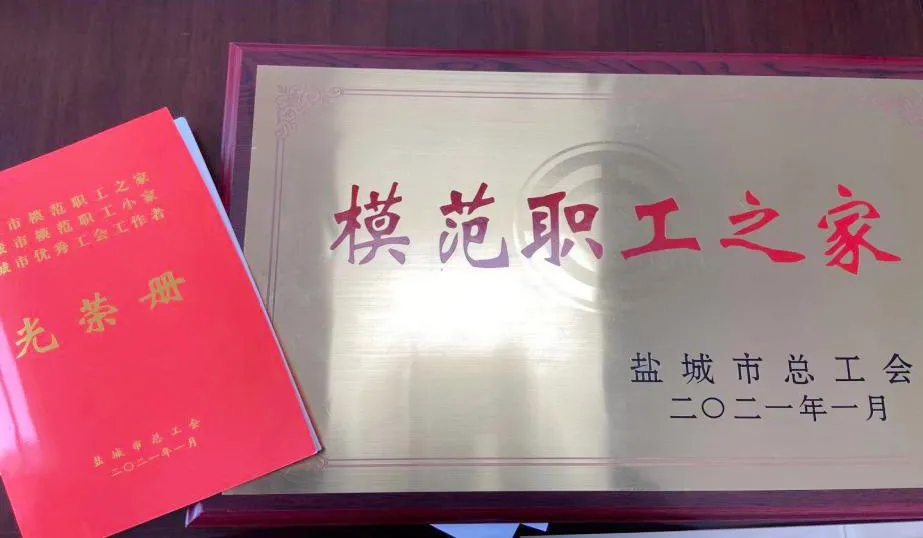 市模范职工之家
城市模范职工小家
城市优秀工会工作者
光荣册
盐城市总工会
二〇二一年一月
模范职工之家
盐城市总工会
二〇二一年一月